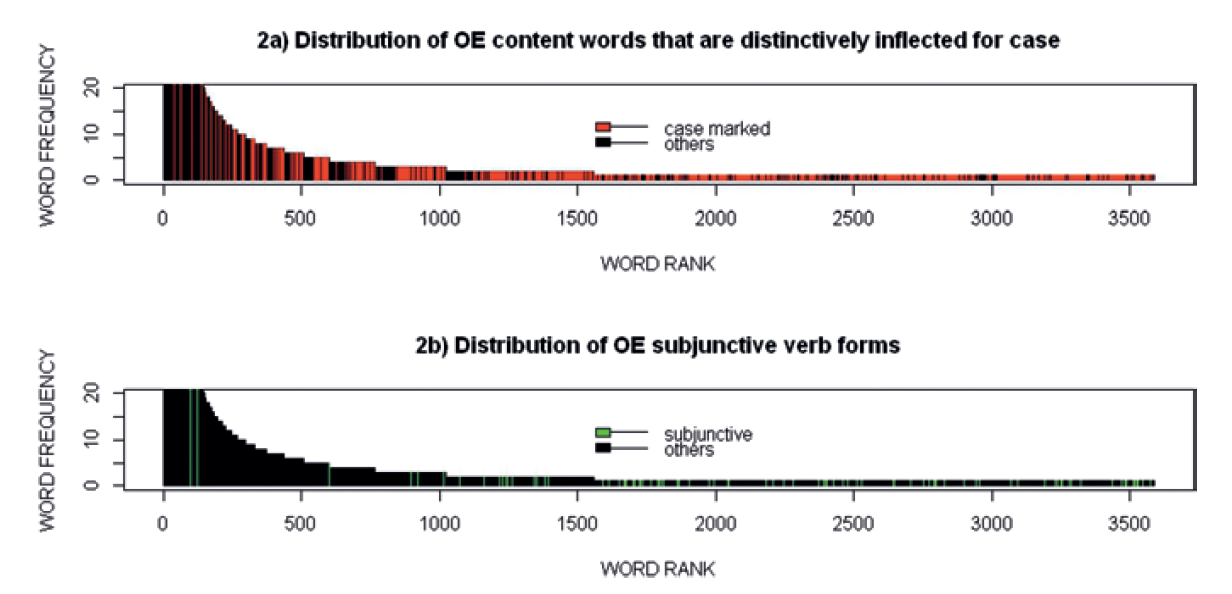 2a) Distribution of OE content words that are distinctively inflected for case
WORD FREQUENCY
20
10
0
case marked
others
0 500 1000 1500 2000 2500 3000 3500
WORD RANK
2b) Distribution of OE subjunctive verb forms
WORD FREQUENCY
20
10
0
subjunctive
others
0 500 1000 1500 2000 2500 3000 3500
WORD RANK